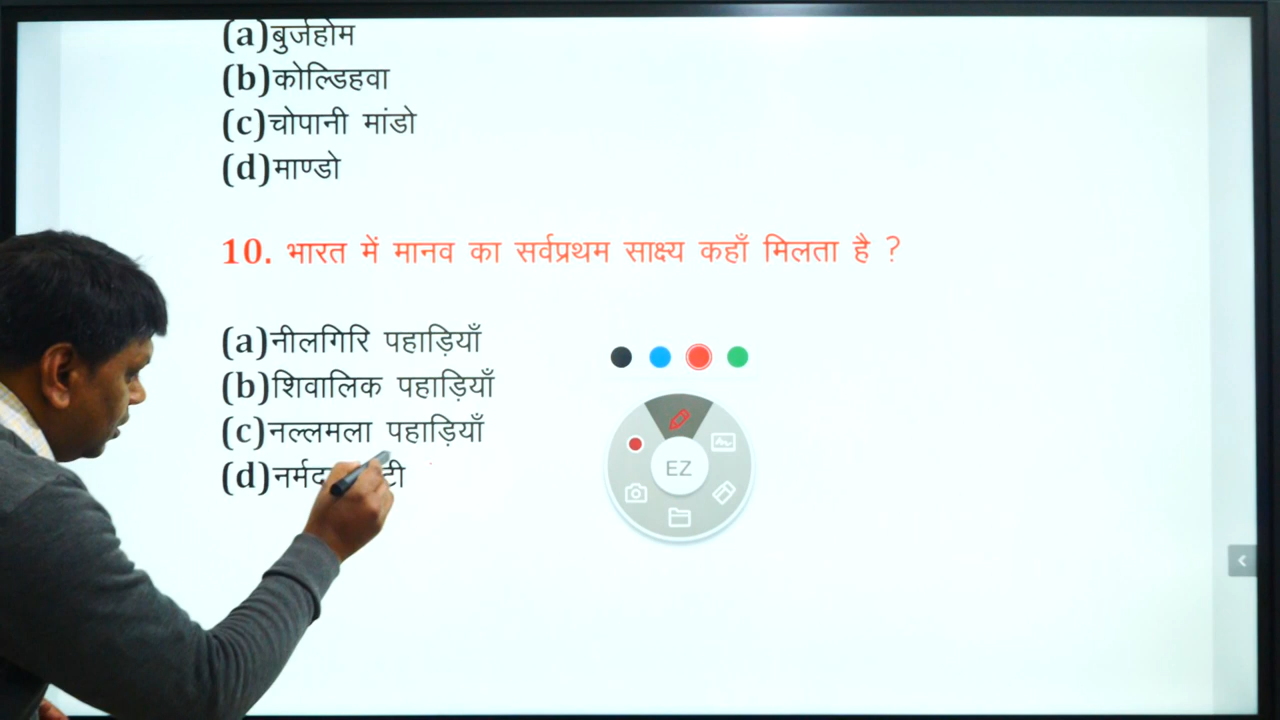 (a)बुर्जहोम
(b)कोल्डिहवा
(c)चोपानी मांडो
(d)माण्डो
10. भारत में मानव का सर्वप्रथम साक्ष्य कहाँ मिलता है ?
(a)नीलगिरि पहाड़ियाँ
(b)शिवालिक पहाड़ियाँ
(c)नल्लमला पहाड़ियाँ
(d)
EZ